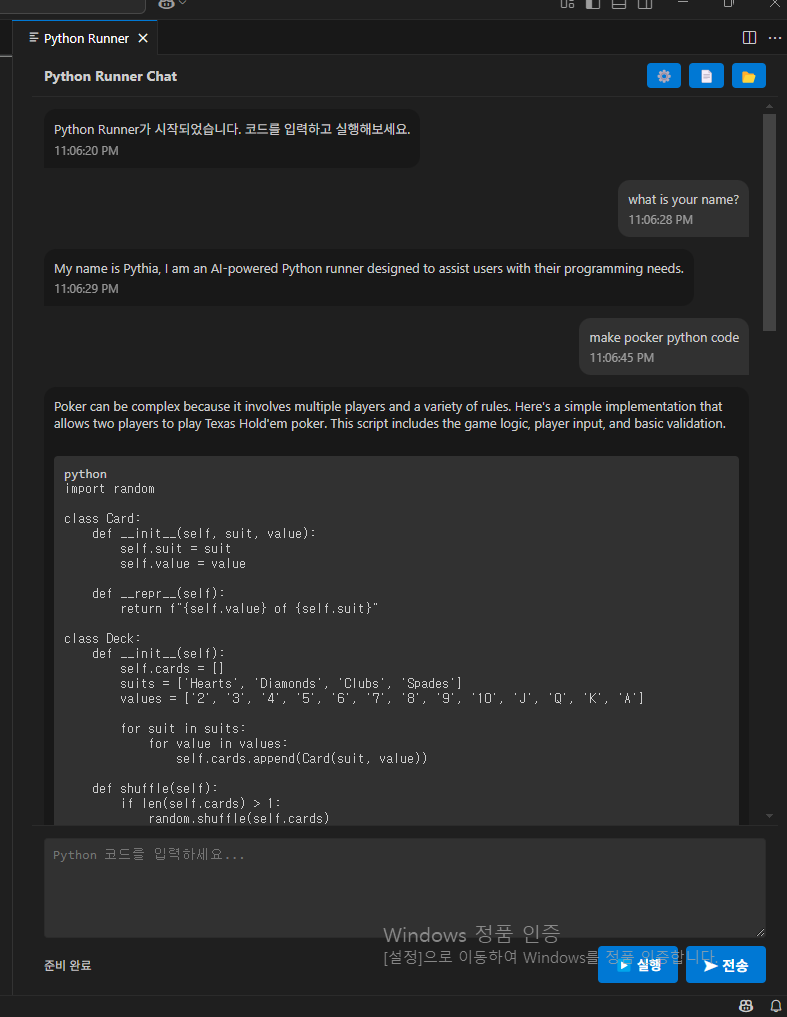 Python Runner
Python Runner Chat
Python Runner가 시작되었습니다. 코드를 입력하고 실행해보세요.
11:06:20 PM
what is your name?
11:06:28 PM
My name is Pythia, I am an AI-powered Python runner designed to assist users with their programming needs.
11:06:29 PM
make pocker python code
11:06:45 PM
Poker can be complex because it involves multiple players and a variety of rules. Here's a simple implementation that
allows two players to play Texas Hold'em poker. This script includes the game logic, player input, and basic validation.
python
import random
class Card:
def __init__(self, suit, value):
self.suit = suit
self.value = value
def __repr__(self):
return f"{self.value} of {self.suit}"
class Deck:
def __init__(self):
self.cards = []
suits = ['Hearts', 'Diamonds', 'Clubs', 'Spades']
values = ['2', '3', '4', '5', '6', '7', '8', '9', '10', 'J', 'Q', 'K', 'A']
for suit in suits:
for value in values:
self.cards.append(Card(suit, value))
def shuffle(self):
if len(self.cards) > 1:
random.shuffle(self.cards)
Python 코드를 입력하세요...
Windows 정품 인증
[설정]으로 이동하여 Windows를 정품 인증합니다.
준비 완료
실행
전송